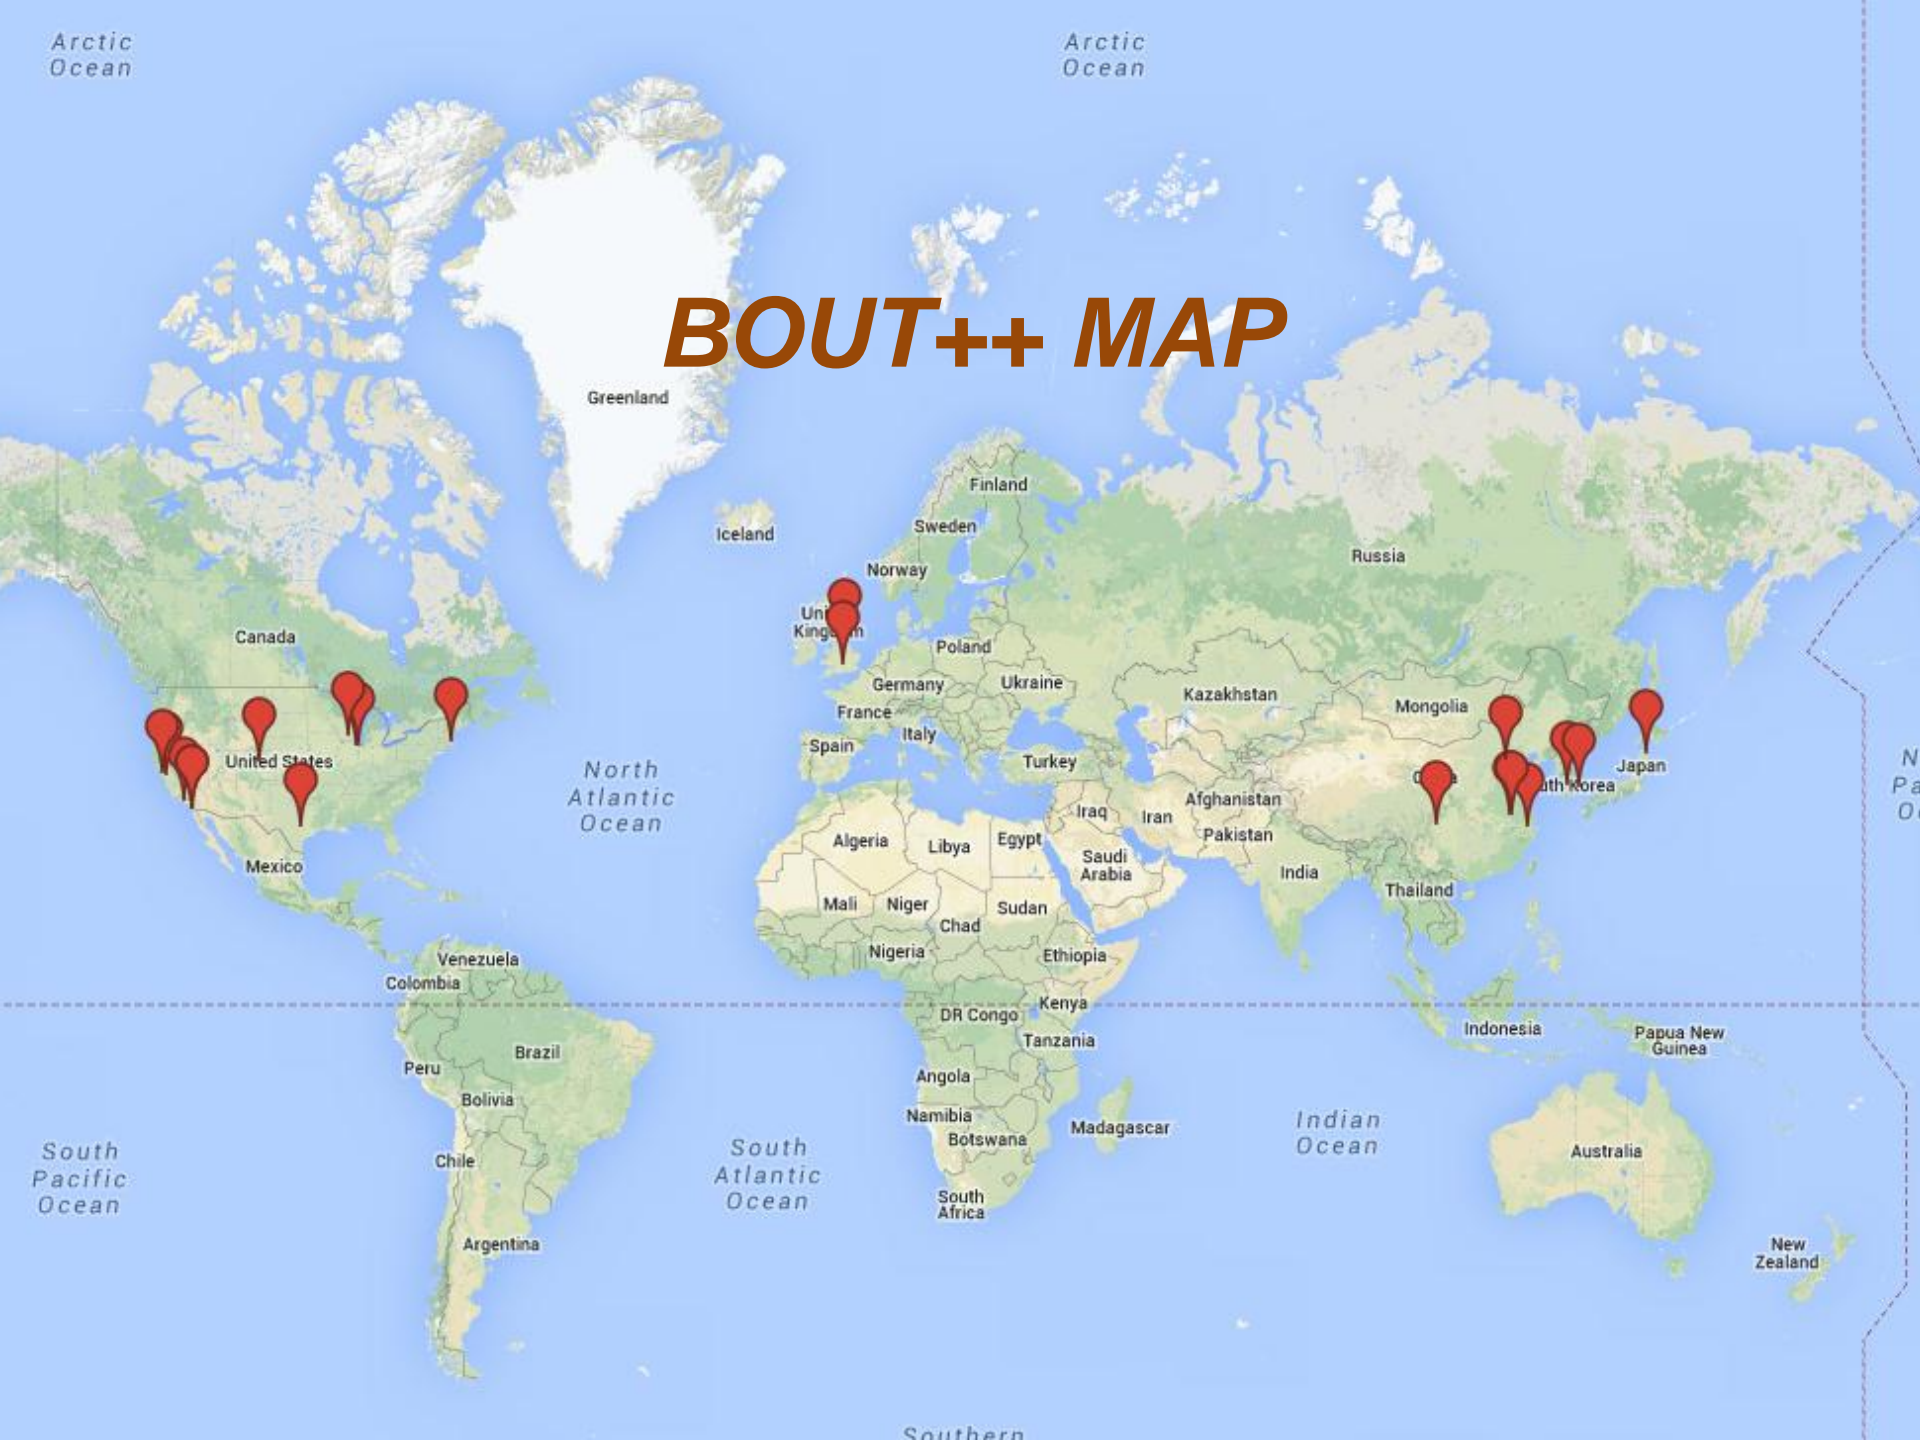 Arctic
Ocean
Arctic
Ocean
BOUT++ MAP
Greenland
Finland
Sweden
Iceland
Norway
Russia
Kingdom
Canada
Poland
Germany
Ukraine
Kazakhstan
Mongolia
France
Italy
Spain
Turkey
United States
Japan
North
Atlantic
Ocean
Korea
Afghanistan
Iraq
Iran
Pakistan
Algeria
Libya
Egypt
Saudi
Arabia
Mexico
India
Thailand
Mali
Niger
Sudan
Chad
Nigeria
Ethiopia
Venezuela
Colombia
Kenya
DR Congo
Indonesia
Papua New
Guinea
Tanzania
Brazil
Peru
Angola
Bolivia
Namibia
Madagascar
Botswana
Indian
Ocean
South
Pacific
Ocean
South
Atlantic
Ocean
Chile
Australia
South
Africa
Argentina
New
Zealand
Southern